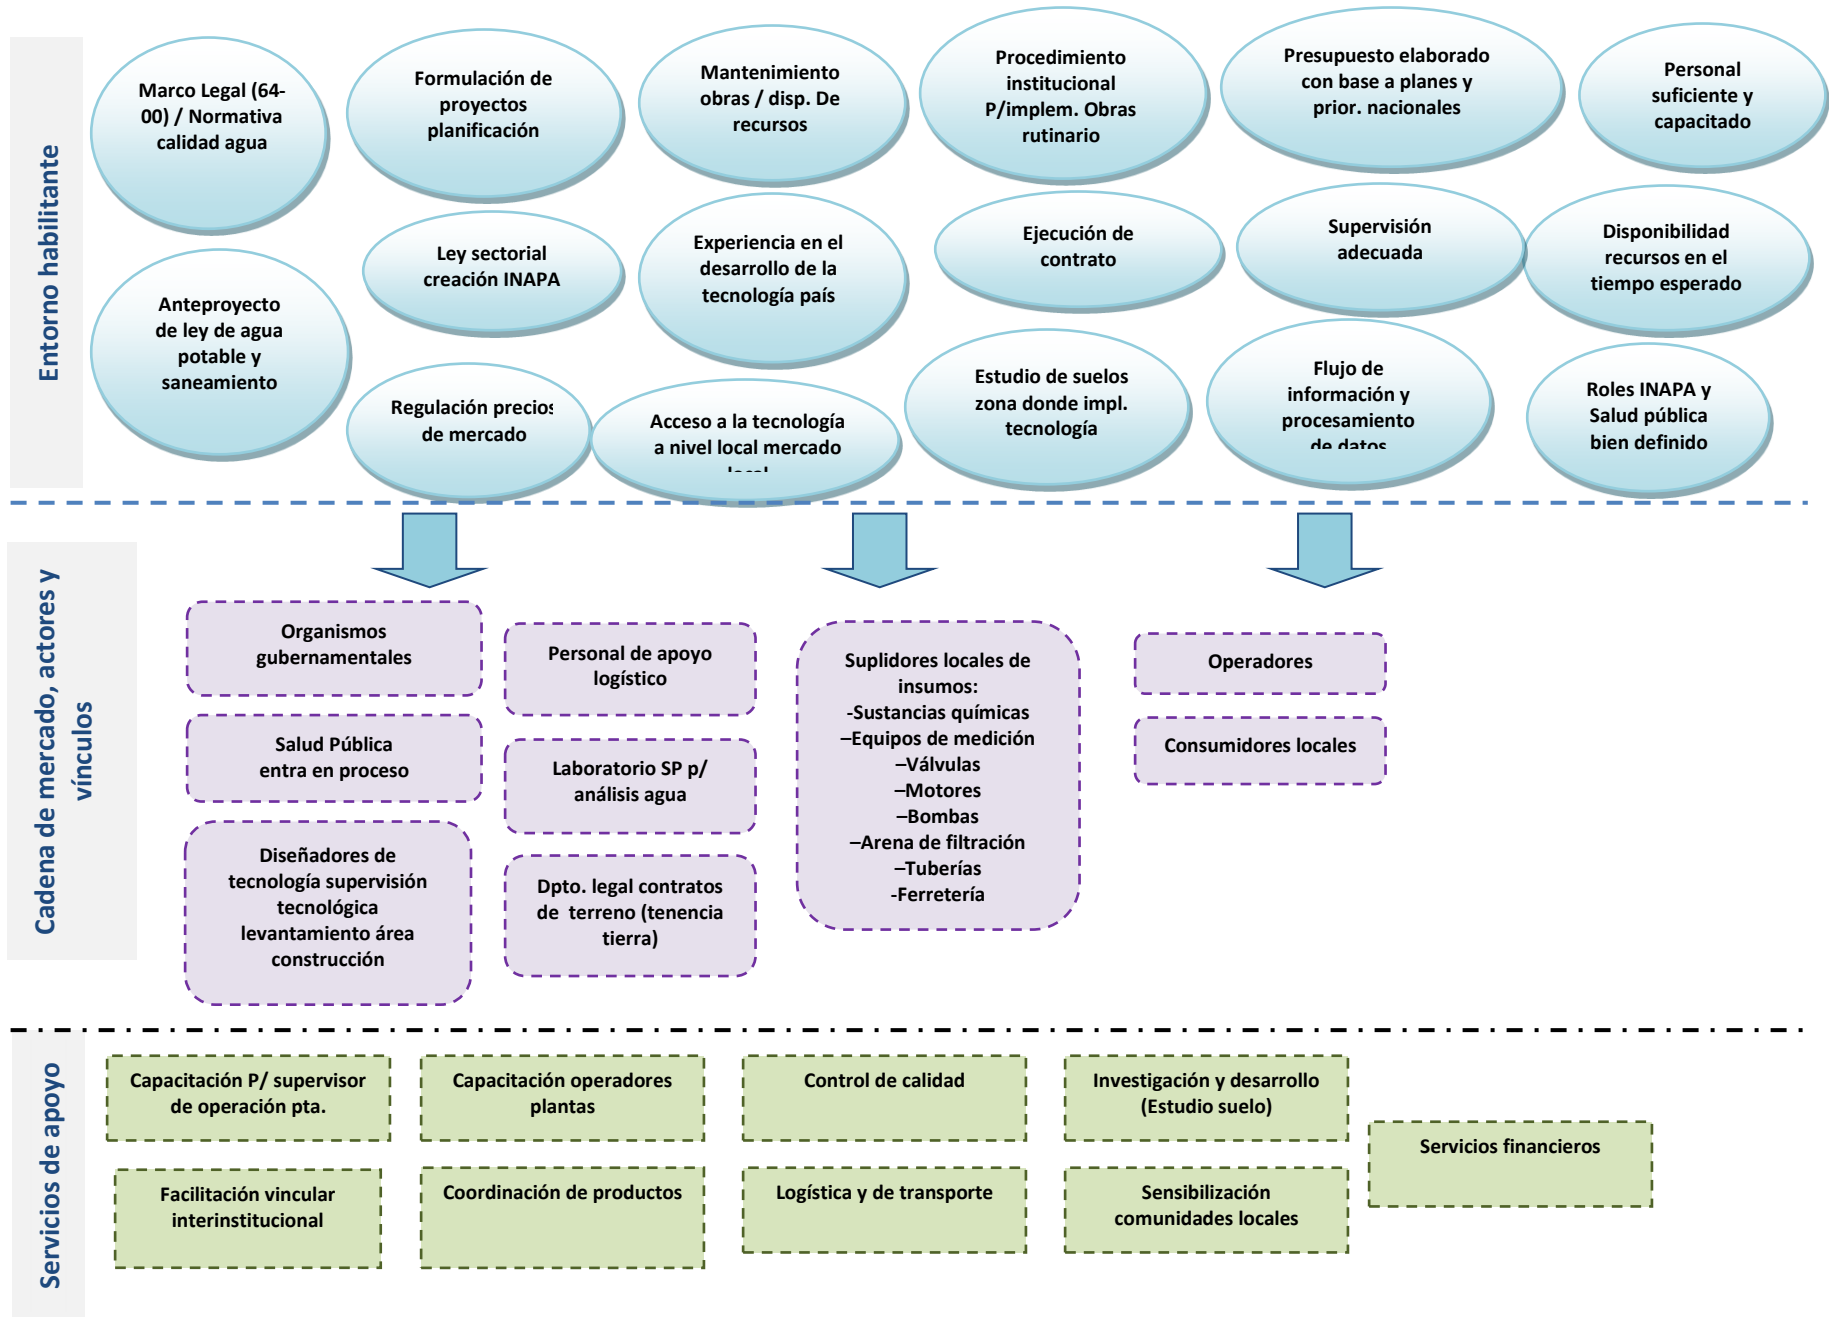 Entorno habilitante
Marco Legal (64-
00) / Normativa
calidad agua
Formulación de
proyectos
planificación
Mantenimiento
obras / disp. De
recursos
Procedimiento
institucional
P/implem. Obras
rutinario
Presupuesto elaborado
con base a planes y
prior. nacionales
Personal
suficiente y
capacitado
Anteproyecto
de ley de agua
potable y
saneamiento
Ley sectorial
creación INAPA
Experiencia en el
desarrollo de la
tecnología país
Ejecución de
contrato
Supervisión
adecuada
Disponibilidad
recursos en el
tiempo esperado
Regulación precios
de mercado
Acceso a la tecnología
a nivel local mercado
local
Estudio de suelos
zona donde impl.
tecnología
Flujo de
información y
procesamiento
de datos
Roles INAPA y
Salud pública
bien definido
Cadena de mercado, actores y
vínculos
Organismos
gubernamentales
Salud Pública
entra en proceso
Diseñadores de
tecnología supervisión
tecnológica
levantamiento área
construcción
Personal de apoyo
logístico
Laboratorio SP p/
análisis agua
Dpto. legal contratos
de terreno (tenencia
tierra)
Suplidores locales de
insumos:
-Sustancias químicas
–Equipos de medición
–Válvulas
–Motores
–Bombas
–Arena de filtración
–Tuberías
-Ferretería
Operadores
Consumidores locales
Servicios de apoyo
Capacitación P/ supervisor
de operación pta.
Capacitación operadores
plantas
Control de calidad
Investigación y desarrollo
(Estudio suelo)
Servicios financieros
Facilitación vincular
interinstitucional
Coordinación de productos
Logística y de transporte
Sensibilización
comunidades locales